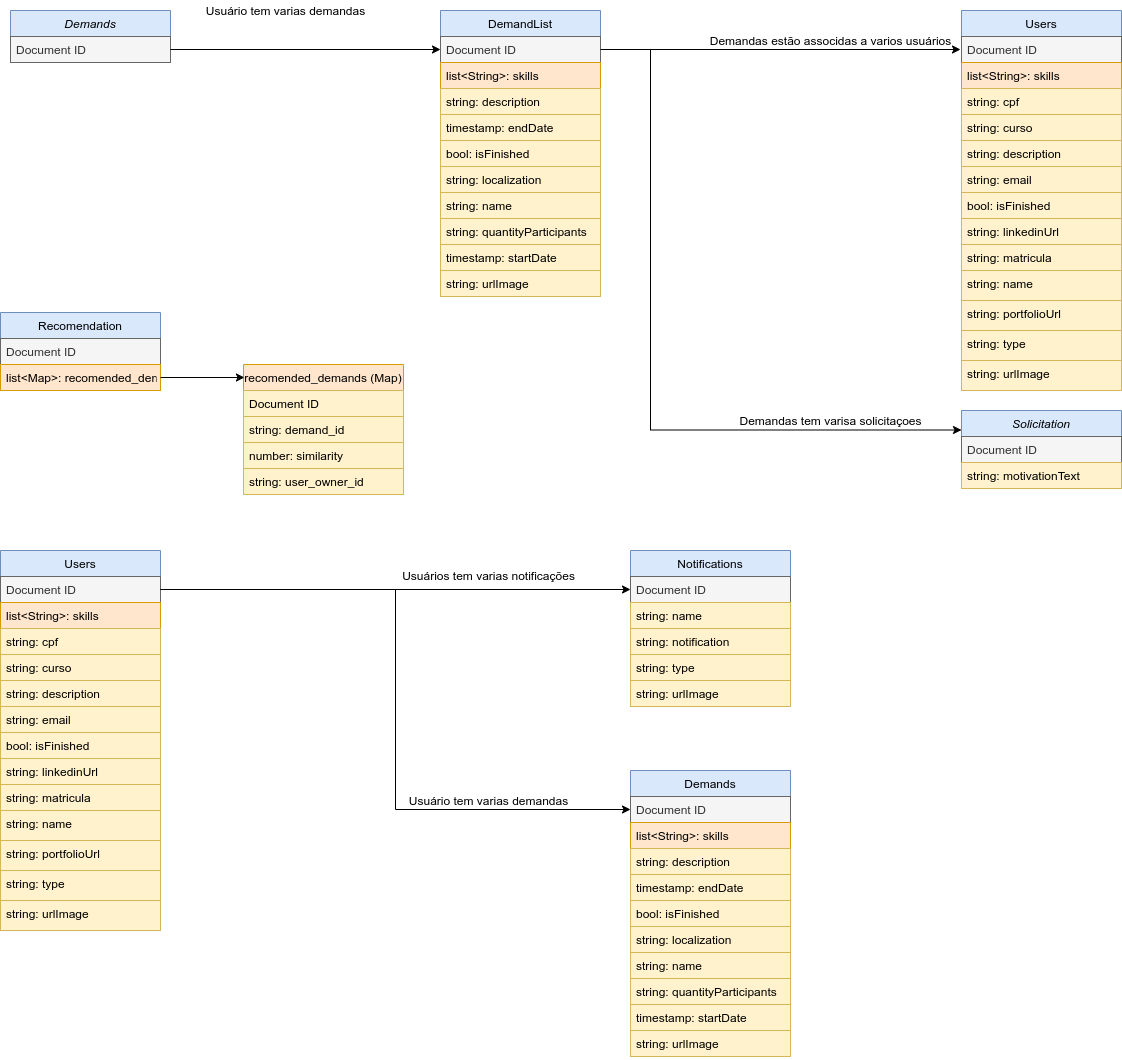 Usuário tem varias demandas
Demands
Document ID
DemandList
Document ID
list<String>: skills
string: description
timestamp: endDate
bool: isFinished
string: localization
string: name
string: quantityParticipants
timestamp: startDate
string: urlImage
Demandas estão associadas a varios usuários
Users
Document ID
list<String>: skills
string: cpf
string: curso
string: description
string: email
bool: isFinished
string: linkedinUrl
string: matricula
string: name
string: portfolioUrl
string: type
string: urlImage
Demandas tem varisa solicitaçoes
Solicitation
Document ID
string: motivationText
Recomendation
Document ID
list<Map>: recomended_den
recomended_demands (Map)
Document ID
string: demand_id
number: similarity
string: user_owner_id
Users
Document ID
list<String>: skills
string: cpf
string: curso
string: description
string: email
bool: isFinished
string: linkedinUrl
string: matricula
string: name
string: portfolioUrl
string: type
string: urlImage
Usuários tem varias notificações
Notifications
Document ID
string: name
string: notification
string: type
string: urlImage
Usuário tem varias demandas
Demands
Document ID
list<String>: skills
string: description
timestamp: endDate
bool: isFinished
string: localization
string: name
string: quantityParticipants
timestamp: startDate
string: urlImage